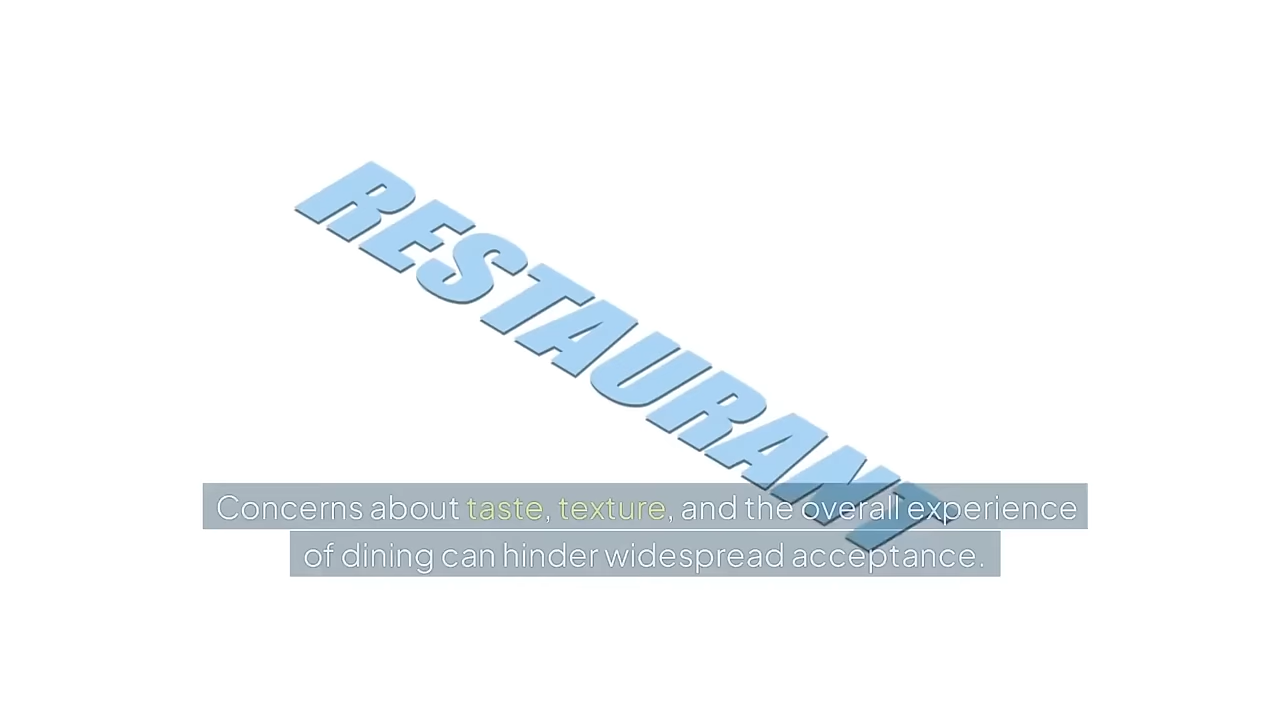 RESTAURANT
Concerns about taste, texture, and the overall experience
of dining can hinder widespread acceptance.